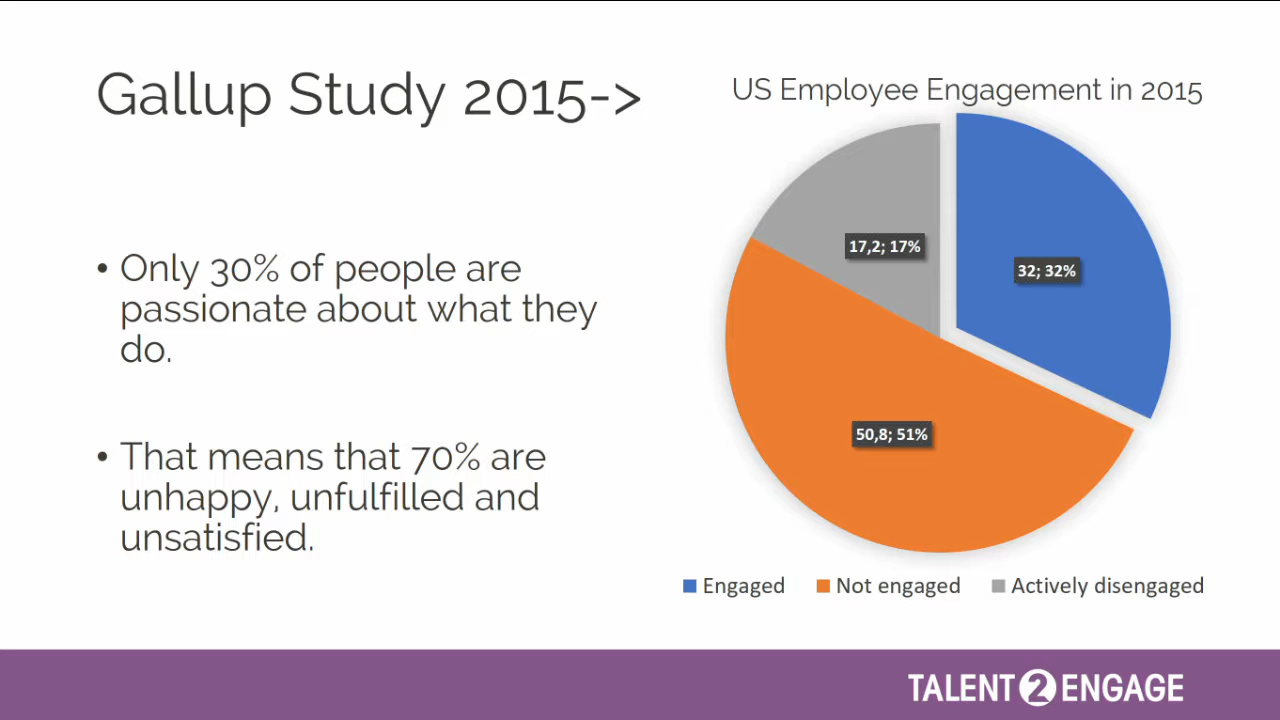 Gallup Study 2015->
• Only 30% of people are
passionate about what they
do.
• That means that 70% are
unhappy, unfulfilled and
unsatisfied.
US Employee Engagement in 2015
17,2; 17%
32; 32%
50,8; 51%
Engaged
Not engaged
Actively disengaged
TALENT2ENGAGE